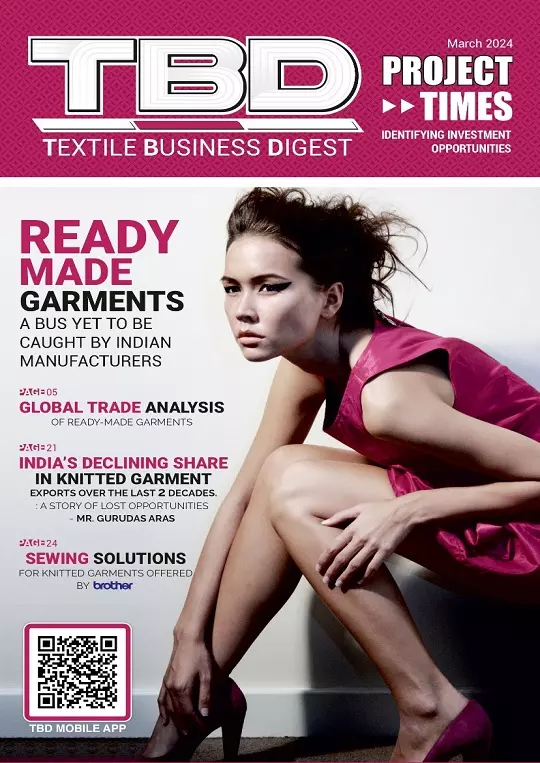 TBD
TEXTILE BUSINESS DIGEST
March 2024
PROJECT
TIMES
IDENTIFYING INVESTMENT
OPPORTUNITIES
READY
MADE
GARMENTS
A BUS YET TO BE
CAUGHT BY INDIAN
MANUFACTURERS
PAGE 05
GLOBAL TRADE ANALYSIS
OF READY-MADE GARMENTS
PAGE 21
INDIA'S DECLINING SHARE
IN KNITTED GARMENT
EXPORTS OVER THE LAST 2 DECADES.
: A STORY OF LOST OPPORTUNITIES
- MR. GURUDAS ARAS
PAGE 24
SEWING SOLUTIONS
FOR KNITTED GARMENTS OFFERED
BY brother
TBD MOBILE APP